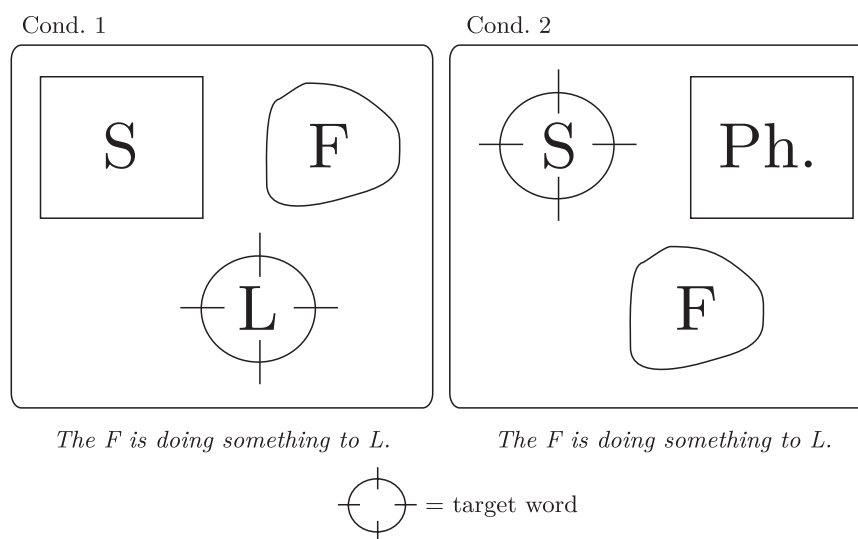 Cond. 1
Cond. 2
S
F
L
S
Ph.
F
The F is doing something to L.
The F is doing something to L.
= target word